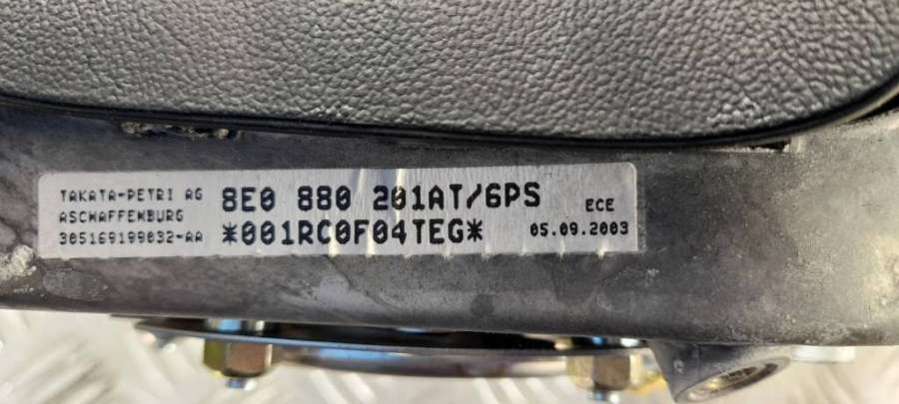 TAKATA-PETRI AG
ASCHAFFENBURG
305169199032-AA
8E0 880 201AT/6PS
*001RC0F04TEG*
ECE
05.09.2003